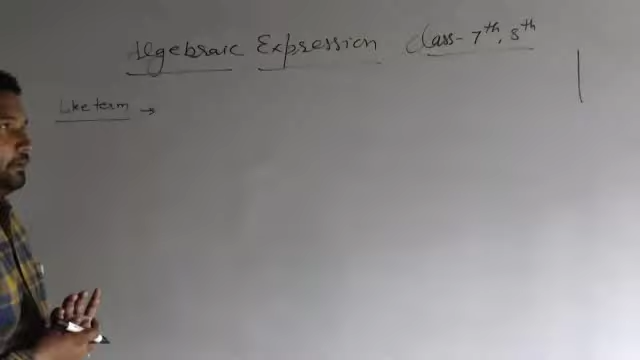 Algebraic Expression Class- 7th, 8th
Like term →